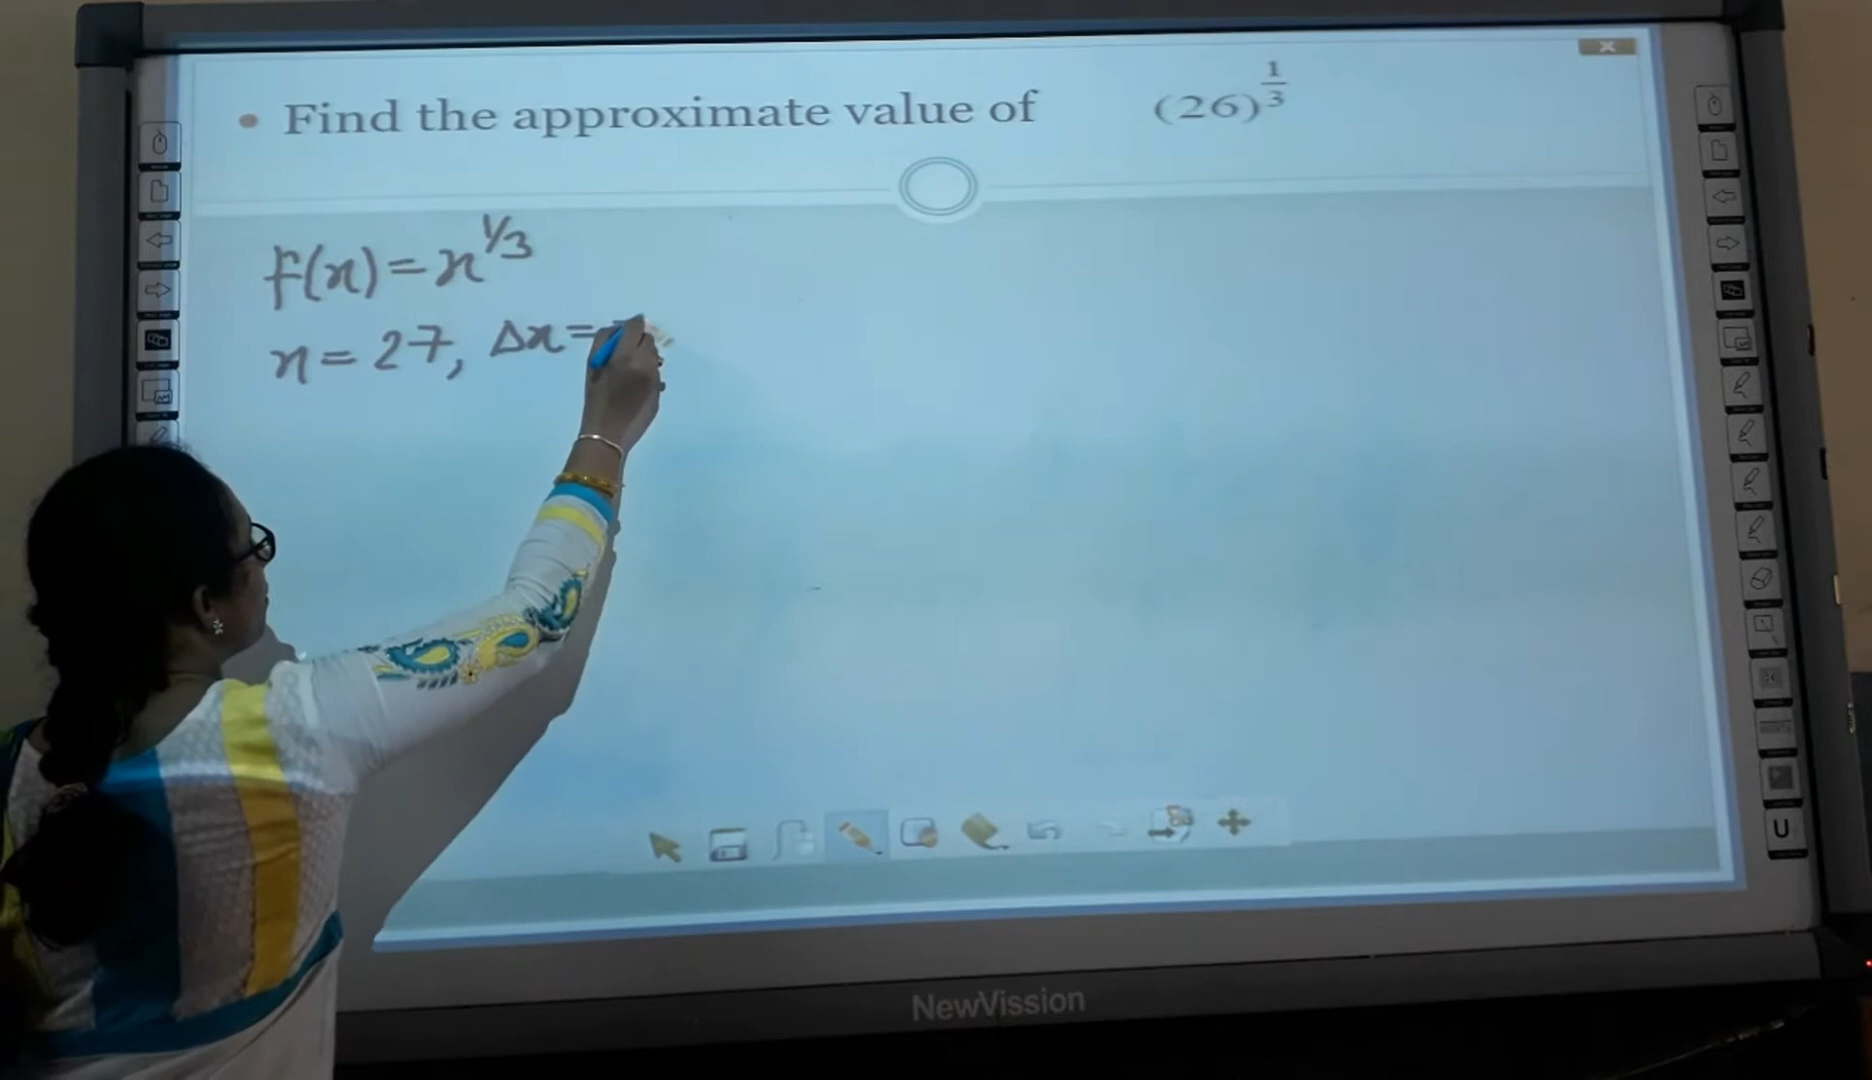 • Find the approximate value of (26)^{1/3}
f(x) = x^{1/3}
x = 27, Δx =
NewVission
U